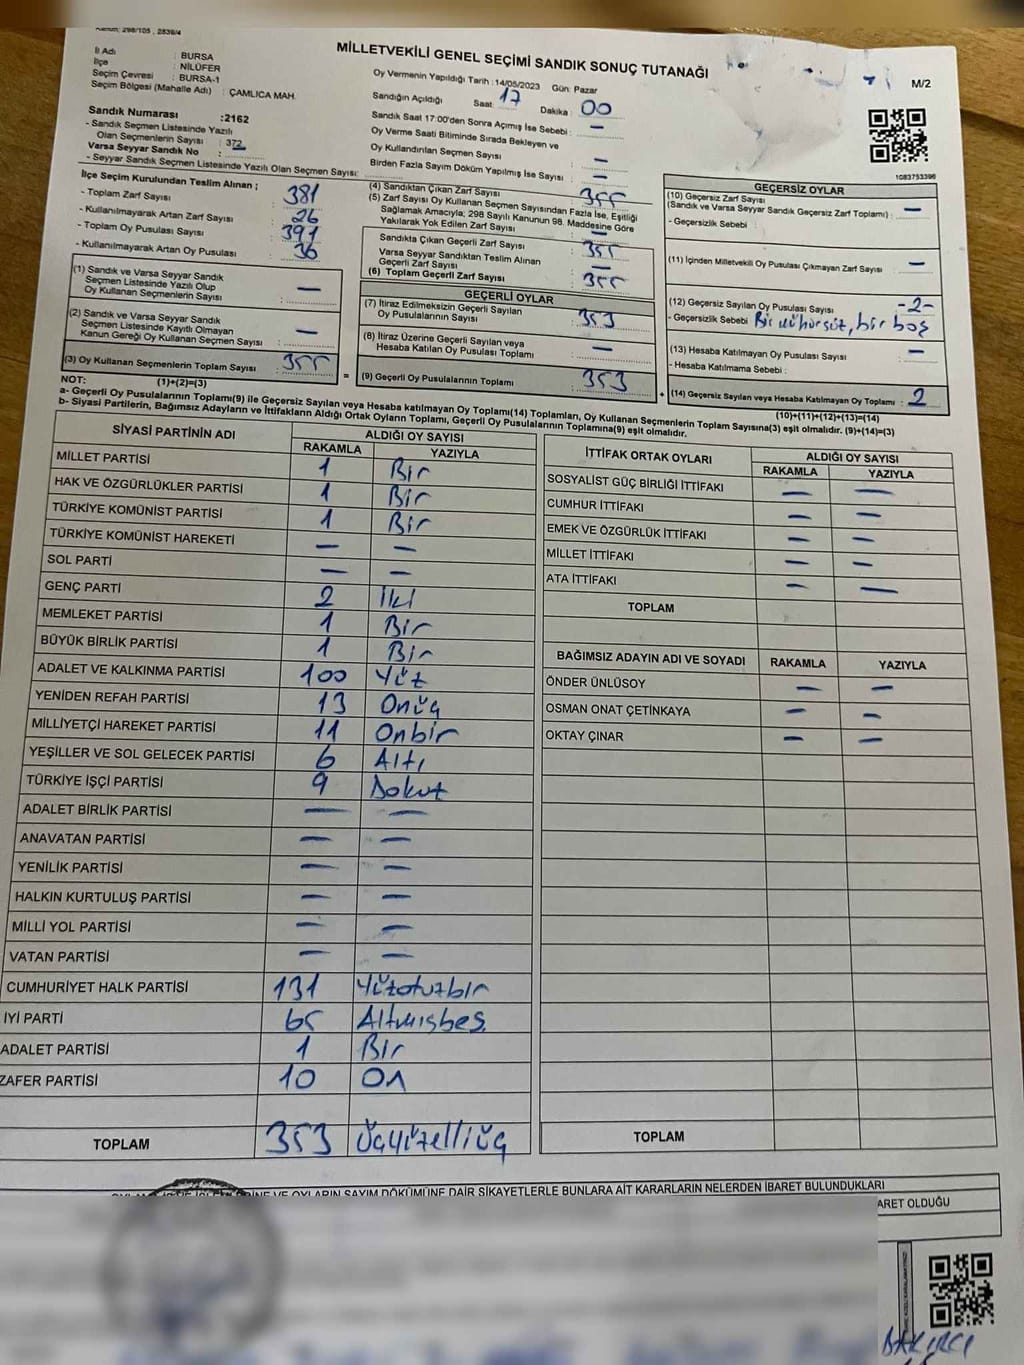 Kanun: 298/105 , 2839/4
MİLLETVEKİLİ GENEL SEÇİMİ SANDIK SONUÇ TUTANAĞI
M/2
İl Adı : BURSA
İlçe : NİLÜFER
Seçim Çevresi : BURSA-1
Seçim Bölgesi (Mahalle Adı) : ÇAMLICA MAH.
Oy Vermenin Yapıldığı Tarih : 14/05/2023 Gün: Pazar
Sandığın Açıldığı Saat: 17 Dakika : 00
Sandık Saat 17:00'den Sonra Açımış İse Sebebi : —
Oy Verme Saati Bitiminde Sırada Bekleyen ve
Oy Kullandırılan Seçmen Sayısı : —
Birden Fazla Sayım Döküm Yapılmış İse Sayısı : —
Sandık Numarası :2162
- Sandık Seçmen Listesinde Yazılı
Olan Seçmenlerin Sayısı : 372
Varsa Seyyar Sandık No :
- Seyyar Sandık Seçmen Listesinde Yazılı Olan Seçmen Sayısı:
1083753396
İlçe Seçim Kurulundan Teslim Alınan ;
- Toplam Zarf Sayısı : 381
- Kullanılmayarak Artan Zarf Sayısı : 26
- Toplam Oy Pusulası Sayısı : 391
- Kullanılmayarak Artan Oy Pusulası : 36
(1) Sandık ve Varsa Seyyar Sandık
Seçmen Listesinde Yazılı Olup
Oy Kullanan Seçmenlerin Sayısı : —
(2) Sandık ve Varsa Seyyar Sandık
Seçmen Listesinde Kayıtlı Olmayan
Kanun Gereği Oy Kullanan Seçmen Sayısı : —
(3) Oy Kullanan Seçmenlerin Toplam Sayısı : 355
(4) Sandıktan Çıkan Zarf Sayısı : 355
(5) Zarf Sayısı Oy Kullanan Seçmen Sayısından Fazla İse, Eşitliği
Sağlamak Amacıyla; 298 Sayılı Kanunun 98. Maddesine Göre
Yakılarak Yok Edilen Zarf Sayısı : —
Sandıkta Çıkan Geçerli Zarf Sayısı : 355
Varsa Seyyar Sandıktan Teslim Alınan
Geçerli Zarf Sayısı : —
(6) Toplam Geçerli Zarf Sayısı : 355
GEÇERLİ OYLAR
(7) İtiraz Edilmeksizin Geçerli Sayılan
Oy Pusulalarının Sayısı : 353
(8) İtiraz Üzerine Geçerli Sayılan veya
Hesaba Katılan Oy Pusulası Toplamı : —
= (9) Geçerli Oy Pusulalarının Toplamı : 353
GEÇERSİZ OYLAR
(10) Geçersiz Zarf Sayısı
(Sandık ve Varsa Seyyar Sandık Geçersiz Zarf Toplamı) : —
- Geçersizlik Sebebi :
(11) İçinden Milletvekili Oy Pusulası Çıkmayan Zarf Sayısı : —
(12) Geçersiz Sayılan Oy Pusulası Sayısı : -2-
- Geçersizlik Sebebi : Bir mühürsüz, bir boş
(13) Hesaba Katılmayan Oy Pusulası Sayısı : —
- Hesaba Katılmama Sebebi :
+ (14) Geçersiz Sayılan veya Hesaba Katılmayan Oy Toplamı : 2
NOT: (1)+(2)=(3)
(10)+(11)+(12)+(13)=(14)
a- Geçerli Oy Pusulalarının Toplamı(9) ile Geçersiz Sayılan veya Hesaba katılmayan Oy Toplamı(14) Toplamları, Oy Kullanan Seçmenlerin Toplam Sayısına(3) eşit olmalıdır. (9)+(14)=(3)
b- Siyasi Partilerin, Bağımsız Adayların ve İttifakların Aldığı Ortak Oyların Toplamı, Geçerli Oy Pusulalarının Toplamına(9) eşit olmalıdır.
SİYASİ PARTİNİN ADI ALDIĞI OY SAYISI
RAKAMLA YAZIYLA
MİLLET PARTİSİ 1 Bir
HAK VE ÖZGÜRLÜKLER PARTİSİ 1 Bir
TÜRKİYE KOMÜNİST PARTİSİ 1 Bir
TÜRKİYE KOMÜNİST HAREKETİ — —
SOL PARTİ — —
GENÇ PARTİ 2 İki
MEMLEKET PARTİSİ 1 Bir
BÜYÜK BİRLİK PARTİSİ 1 Bir
ADALET VE KALKINMA PARTİSİ 100 Yüz
YENİDEN REFAH PARTİSİ 13 Onüç
MİLLİYETÇİ HAREKET PARTİSİ 11 Onbir
YEŞİLLER VE SOL GELECEK PARTİSİ 6 Altı
TÜRKİYE İŞÇİ PARTİSİ 9 Dokuz
ADALET BİRLİK PARTİSİ — —
ANAVATAN PARTİSİ — —
YENİLİK PARTİSİ — —
HALKIN KURTULUŞ PARTİSİ — —
MİLLİ YOL PARTİSİ — —
VATAN PARTİSİ — —
CUMHURİYET HALK PARTİSİ 131 Yüzotuzbir
İYİ PARTİ 65 Altmışbeş
ADALET PARTİSİ 1 Bir
ZAFER PARTİSİ 10 On
TOPLAM 353 Üçyüzelliüç
İTTİFAK ORTAK OYLARI ALDIĞI OY SAYISI
RAKAMLA YAZIYLA
SOSYALİST GÜÇ BİRLİĞİ İTTİFAKI — —
CUMHUR İTTİFAKI — —
EMEK VE ÖZGÜRLÜK İTTİFAKI — —
MİLLET İTTİFAKI — —
ATA İTTİFAKI — —
TOPLAM
BAĞIMSIZ ADAYIN ADI VE SOYADI RAKAMLA YAZIYLA
ÖNDER ÜNLÜSOY — —
OSMAN ONAT ÇETİNKAYA — —
OKTAY ÇINAR — —
TOPLAM
VE OYLARIN SAYIM DÖKÜMÜNE DAİR ŞİKAYETLERLE BUNLARA AİT KARARLARIN NELERDEN İBARET BULUNDUKLARI
ARET OLDUĞU